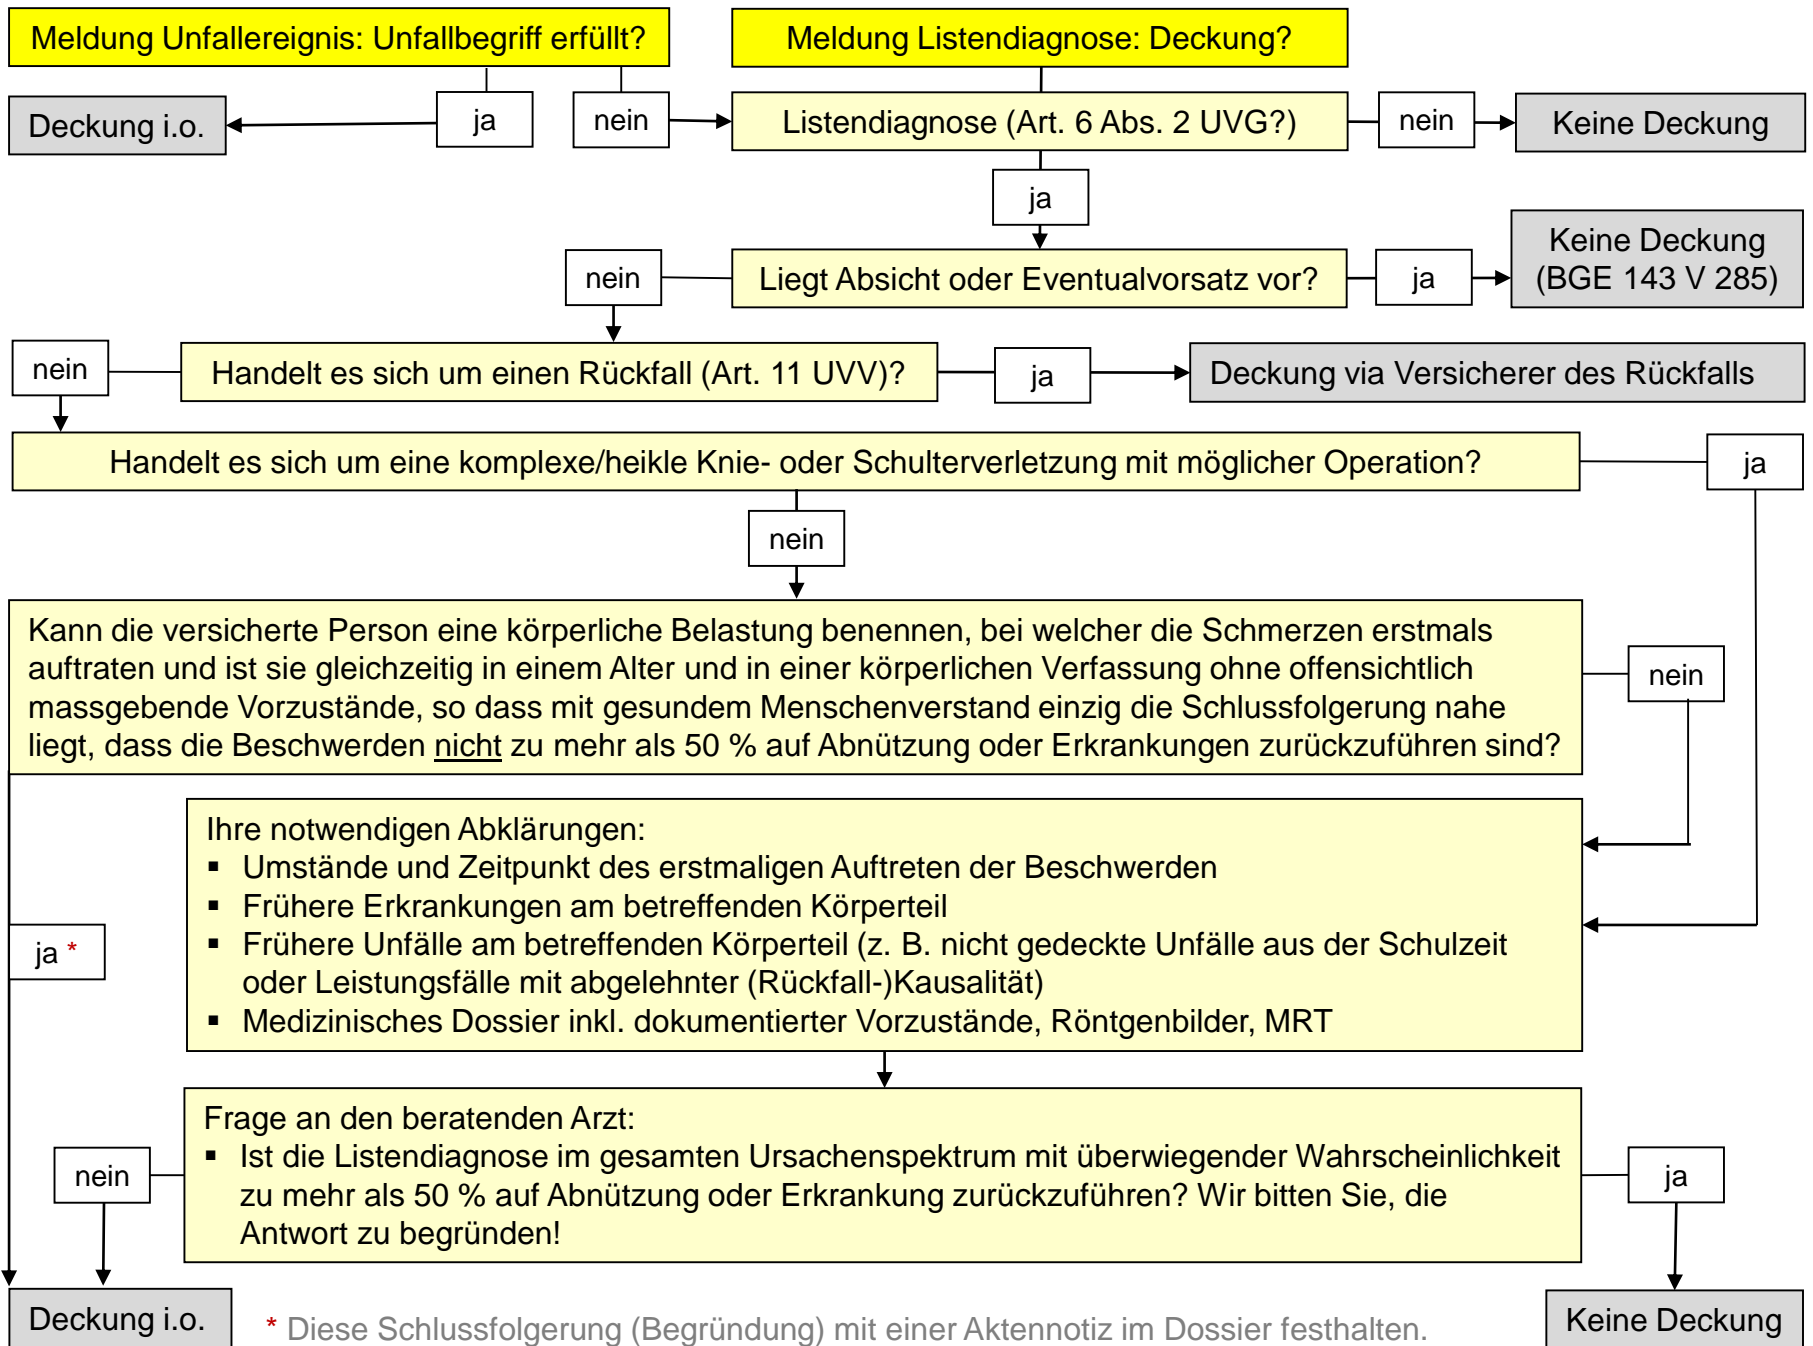 Meldung Unfallereignis: Unfallbegriff erfüllt?
Meldung Listendiagnose: Deckung?
Deckung i.o.
ja
nein
Listendiagnose (Art. 6 Abs. 2 UVG?)
nein
Keine Deckung
ja
Keine Deckung
(BGE 143 V 285)
nein
Liegt Absicht oder Eventualvorsatz vor?
ja
nein
Handelt es sich um einen Rückfall (Art. 11 UVV)?
ja
Deckung via Versicherer des Rückfalls
Handelt es sich um eine komplexe/heikle Knie- oder Schulterverletzung mit möglicher Operation?
ja
nein
Kann die versicherte Person eine körperliche Belastung benennen, bei welcher die Schmerzen erstmals
auftraten und ist sie gleichzeitig in einem Alter und in einer körperlichen Verfassung ohne offensichtlich
massgebende Vorzustände, so dass mit gesundem Menschenverstand einzig die Schlussfolgerung nahe
liegt, dass die Beschwerden nicht zu mehr als 50 % auf Abnützung oder Erkrankungen zurückzuführen sind?
nein
Ihre notwendigen Abklärungen:
▪ Umstände und Zeitpunkt des erstmaligen Auftreten der Beschwerden
▪ Frühere Erkrankungen am betreffenden Körperteil
▪ Frühere Unfälle am betreffenden Körperteil (z. B. nicht gedeckte Unfälle aus der Schulzeit
oder Leistungsfälle mit abgelehnter (Rückfall-)Kausalität)
▪ Medizinisches Dossier inkl. dokumentierter Vorzustände, Röntgenbilder, MRT
ja *
Frage an den beratenden Arzt:
▪ Ist die Listendiagnose im gesamten Ursachenspektrum mit überwiegender Wahrscheinlichkeit
zu mehr als 50 % auf Abnützung oder Erkrankung zurückzuführen? Wir bitten Sie, die
Antwort zu begründen!
nein
ja
Deckung i.o.
* Diese Schlussfolgerung (Begründung) mit einer Aktennotiz im Dossier festhalten.
Keine Deckung